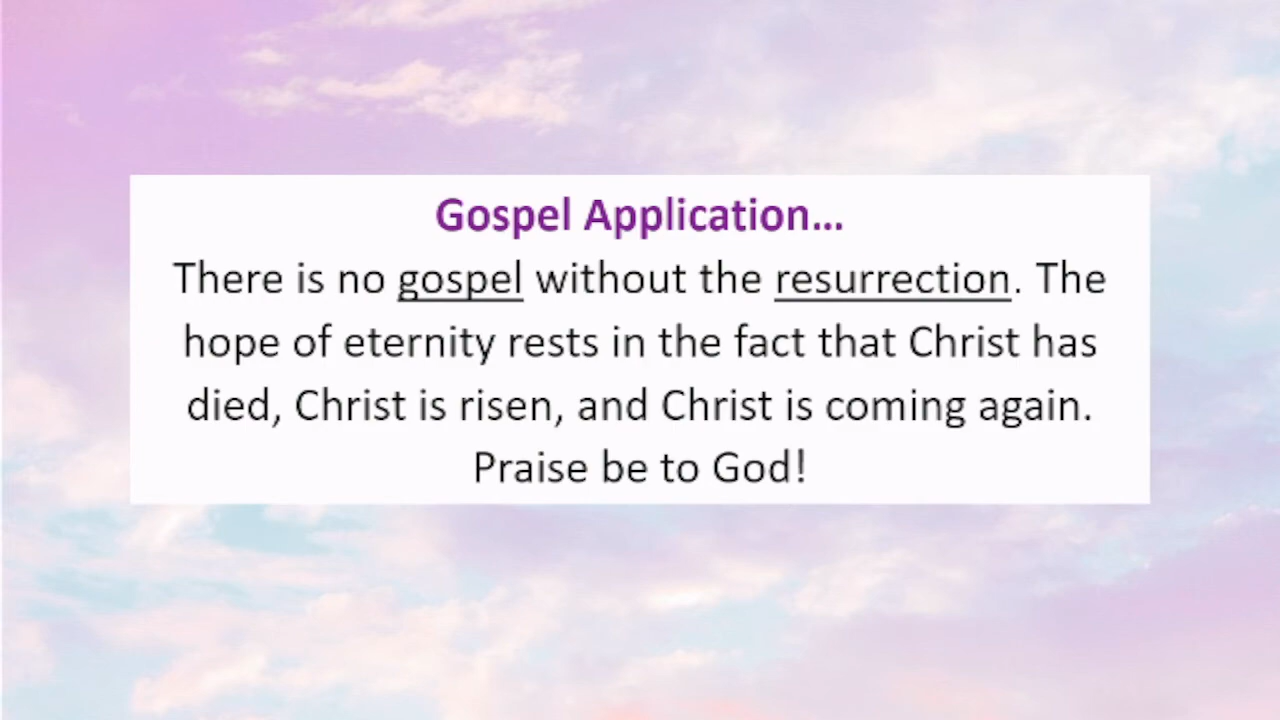 Gospel Application...
There is no gospel without the resurrection. The
hope of eternity rests in the fact that Christ has
died, Christ is risen, and Christ is coming again.
Praise be to God!